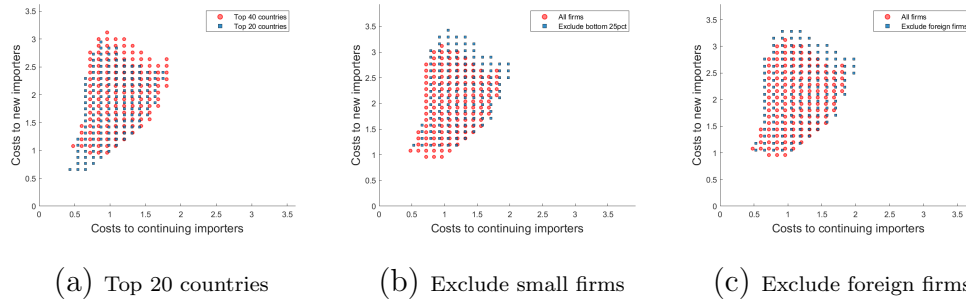 Top 40 countries
Top 20 countries
Costs to new importers
3.5
3
2.5
2
1.5
1
0.5
0
0 0.5 1 1.5 2 2.5 3 3.5
Costs to continuing importers
(a) Top 20 countries
All firms
Exclude bottom 25pct
Costs to new importers
3.5
3
2.5
2
1.5
1
0.5
0
0 0.5 1 1.5 2 2.5 3 3.5
Costs to continuing importers
(b) Exclude small firms
All firms
Exclude foreign firms
Costs to new importers
3.5
3
2.5
2
1.5
1
0.5
0
0 0.5 1 1.5 2 2.5 3 3.5
Costs to continuing importers
(c) Exclude foreign firms